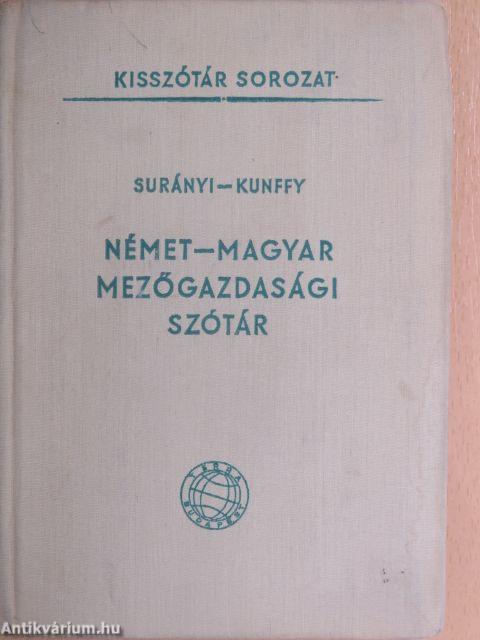 KISSZÓTÁR SOROZAT
SURÁNYI—KUNFFY
NÉMET—MAGYAR
MEZŐGAZDASÁGI
SZÓTÁR
TERRA
BUDAPEST
Antikvárium.hu